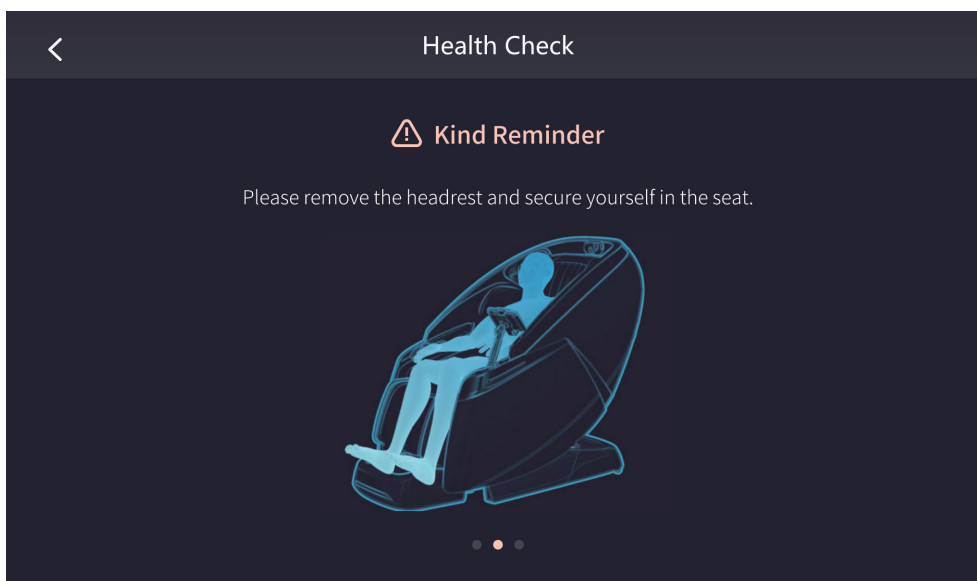 Health Check
Kind Reminder
Please remove the headrest and secure yourself in the seat.